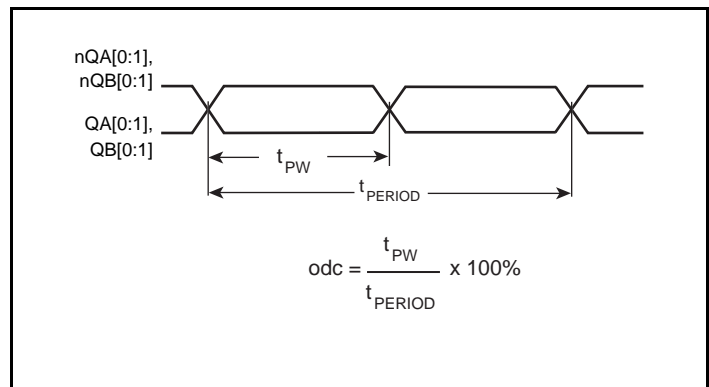 nQA[0:1],
nQB[0:1]
QA[0:1],
QB[0:1]
tPW
tPERIOD
odc = tPW / tPERIOD x 100%